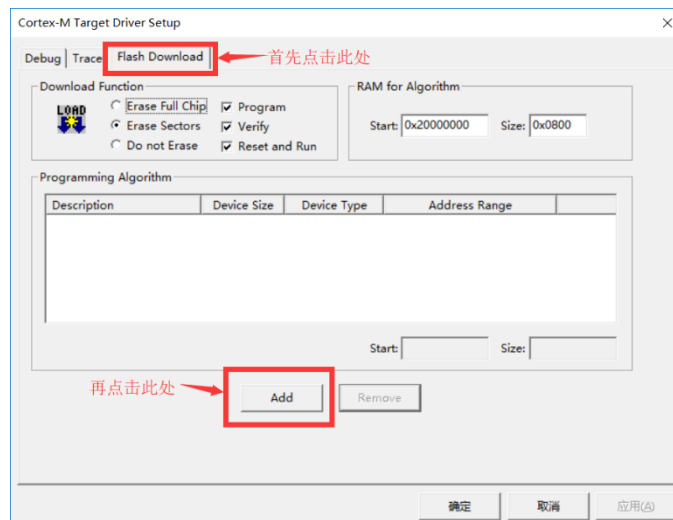 Cortex-M Target Driver Setup
Debug Trace Flash Download 首先点击此处
Download Function RAM for Algorithm
LOAD Erase Full Chip Program
Start: 0x20000000 Size: 0x0800
Erase Sectors Verify
Do not Erase Reset and Run
Programming Algorithm
Description Device Size Device Type Address Range
Start: Size:
再点击此处 Add Remove
确定 取消 应用(A)